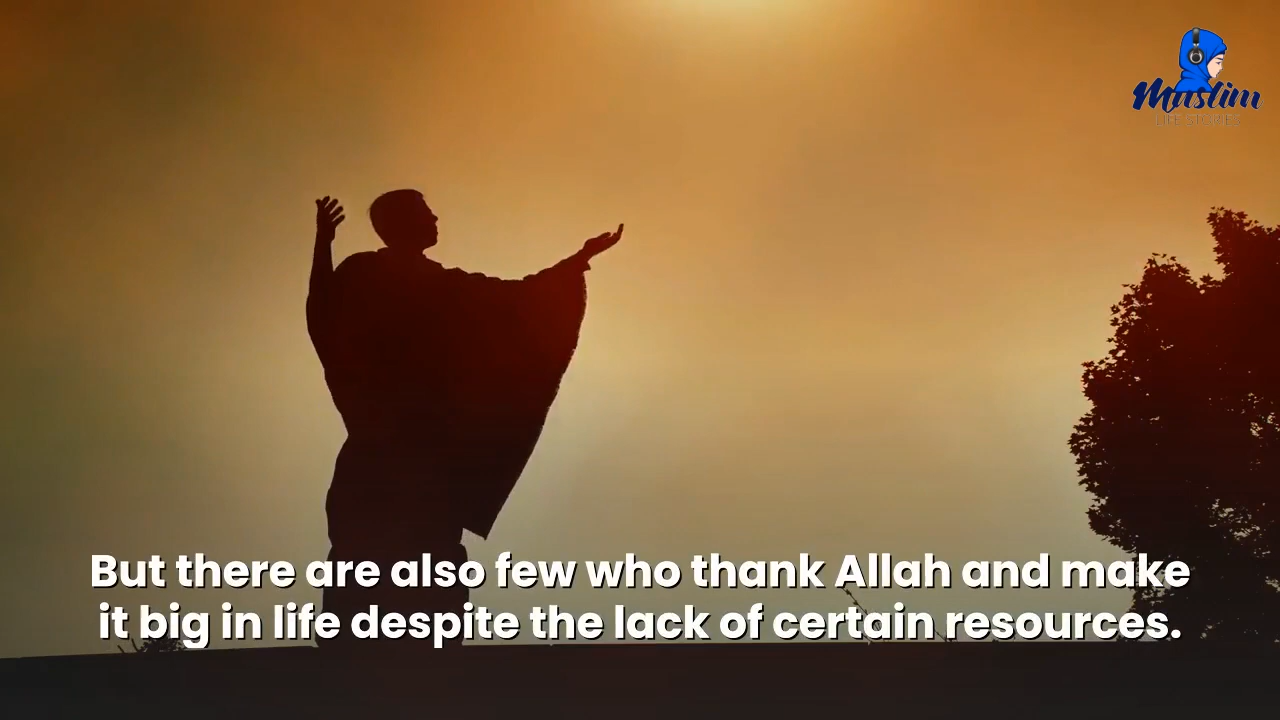 Muslim
LIFE STORIES
But there are also few who thank Allah and make
it big in life despite the lack of certain resources.